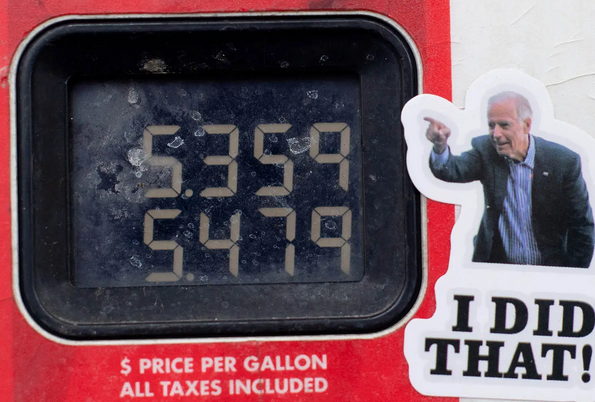 5.359
5.479
$ PRICE PER GALLON
ALL TAXES INCLUDED
I DID
THAT!